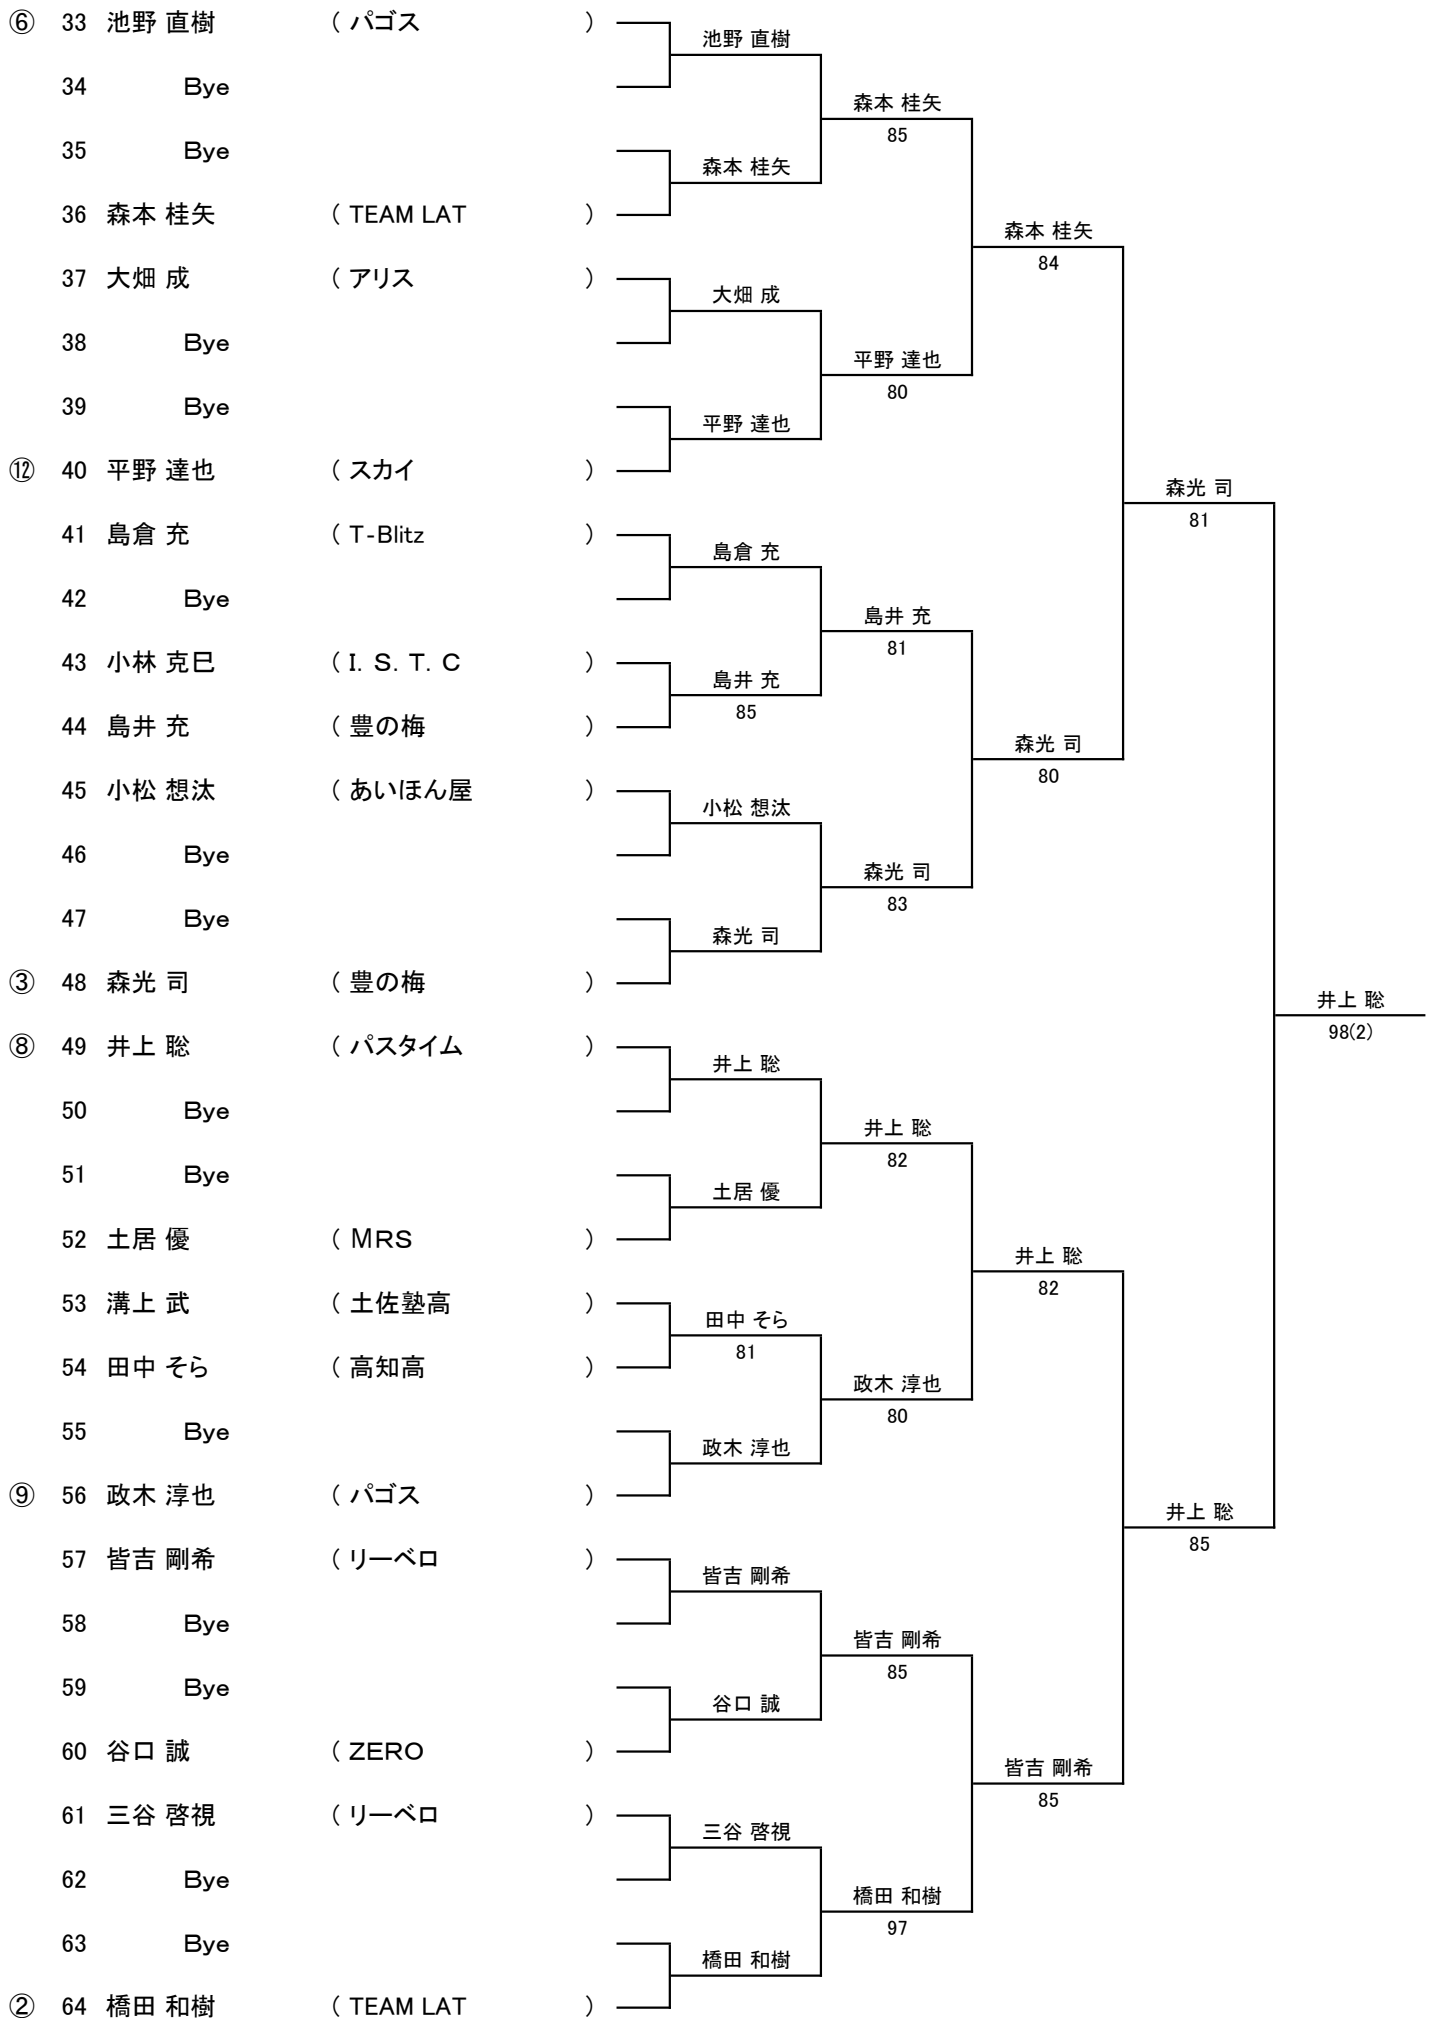 ⑥ 33 池野 直樹 ( パゴス )
池野 直樹
34 Bye
森本 桂矢
85
35 Bye
森本 桂矢
36 森本 桂矢 ( TEAM LAT )
森本 桂矢
84
37 大畑 成 ( アリス )
大畑 成
38 Bye
平野 達也
80
39 Bye
平野 達也
⑫ 40 平野 達也 ( スカイ )
森光 司
81
41 島倉 充 ( T-Blitz )
島倉 充
42 Bye
島井 充
81
43 小林 克巳 ( I. S. T. C )
島井 充
85
44 島井 充 ( 豊の梅 )
森光 司
80
45 小松 想汰 ( あいほん屋 )
小松 想汰
46 Bye
森光 司
83
47 Bye
森光 司
③ 48 森光 司 ( 豊の梅 )
井上 聡
98(2)
⑧ 49 井上 聡 ( パスタイム )
井上 聡
50 Bye
井上 聡
82
51 Bye
土居 優
52 土居 優 ( MRS )
井上 聡
82
53 溝上 武 ( 土佐塾高 )
田中 そら
81
54 田中 そら ( 高知高 )
政木 淳也
80
55 Bye
政木 淳也
⑨ 56 政木 淳也 ( パゴス )
井上 聡
85
57 皆吉 剛希 ( リーベロ )
皆吉 剛希
58 Bye
皆吉 剛希
85
59 Bye
谷口 誠
60 谷口 誠 ( ZERO )
皆吉 剛希
85
61 三谷 啓視 ( リーベロ )
三谷 啓視
62 Bye
橋田 和樹
97
63 Bye
橋田 和樹
② 64 橋田 和樹 ( TEAM LAT )